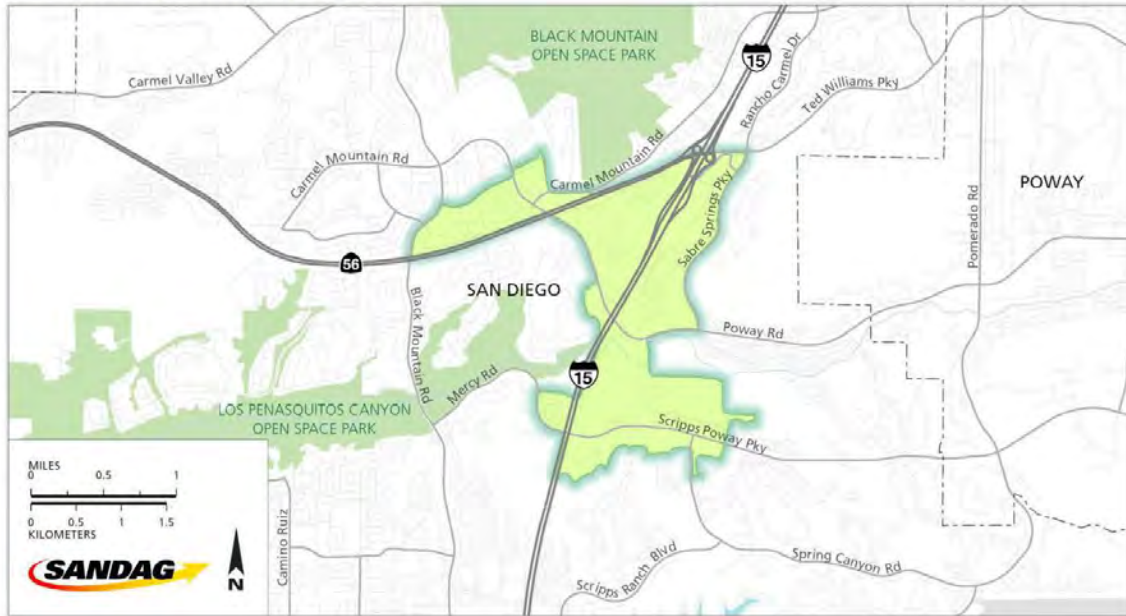 BLACK MOUNTAIN
OPEN SPACE PARK
15
Rancho Carmel Dr
Ted Williams Pky
Carmel Valley Rd
Carmel Mountain Rd
Carmel Mountain Rd
POWAY
Pomerado Rd
Sabre Springs Pky
56
SAN DIEGO
Black Mountain Rd
Poway Rd
15
Mercy Rd
LOS PENASQUITOS CANYON
OPEN SPACE PARK
Scripps Poway Pky
MILES
0 0.5 1
0 0.5 1 1.5
KILOMETERS
SANDAG
N
Camino Ruiz
Scripps Ranch Blvd
Spring Canyon Rd